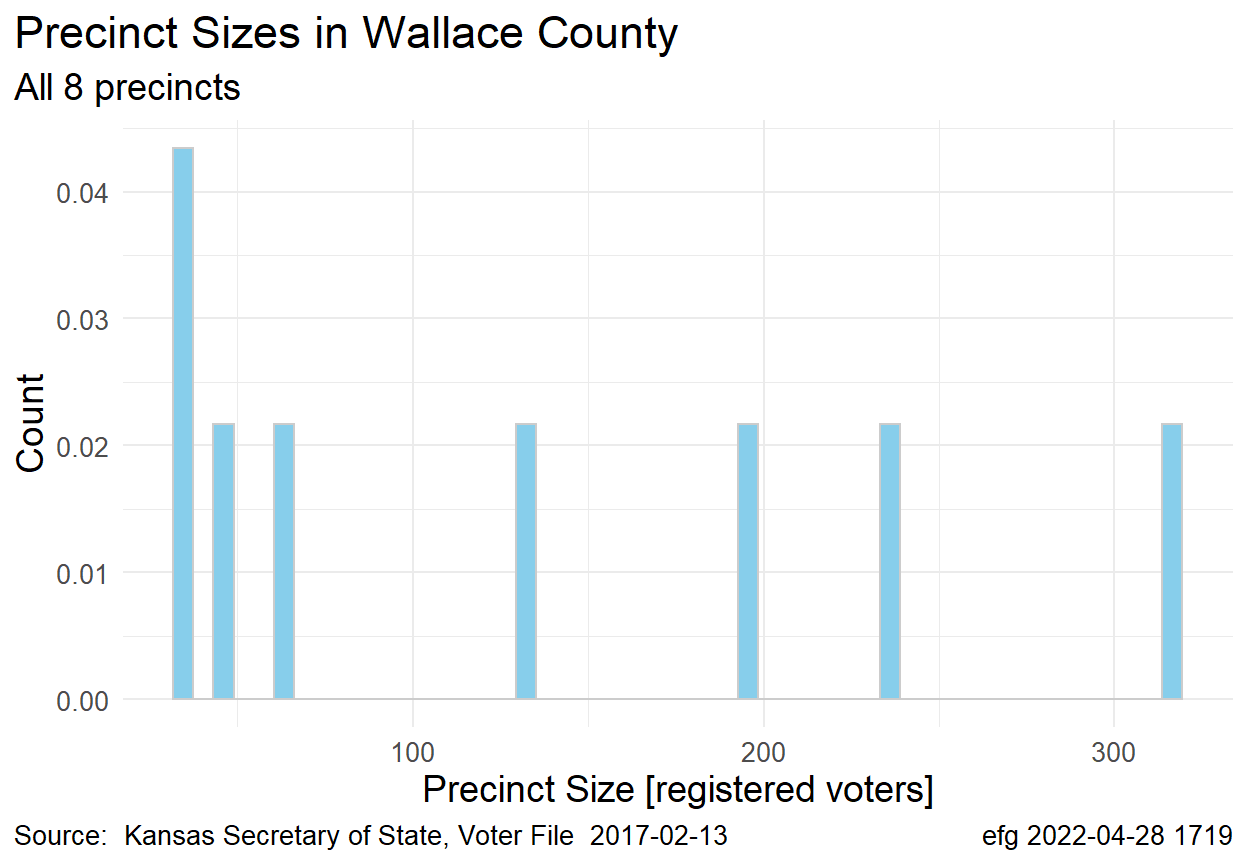 Precinct Sizes in Wallace County
All 8 precincts
0.04
0.03
0.02
0.01
0.00
Count
100 200 300
Precinct Size [registered voters]
Source:  Kansas Secretary of State, Voter File  2017-02-13 efg 2022-04-28 1719